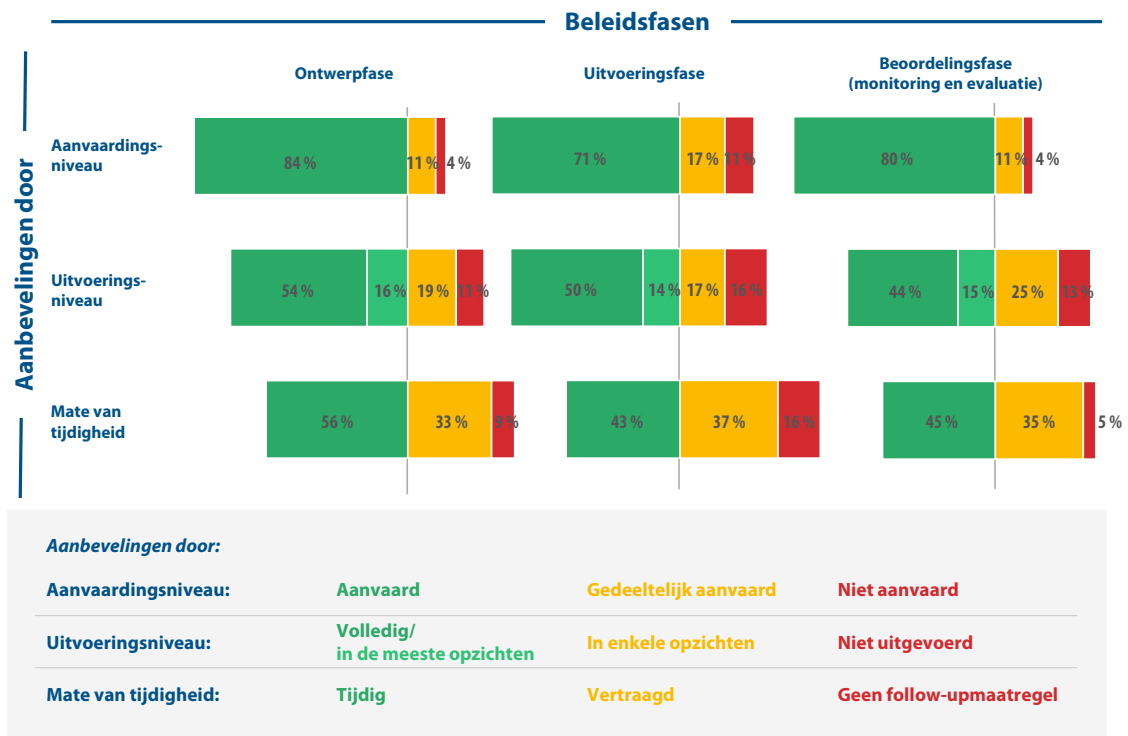 Beleidsfasen
Aanbevelingen door
Ontwerpfase
Uitvoeringsfase
Beoordelingsfase
(monitoring en evaluatie)
Aanvaardings-
niveau
84 %
11 %
4 %
71 %
17 %
11 %
80 %
11 %
4 %
Uitvoerings-
niveau
54 %
16 %
19 %
11 %
50 %
14 %
17 %
16 %
44 %
15 %
25 %
13 %
Mate van
tijdigheid
56 %
33 %
9 %
43 %
37 %
16 %
45 %
35 %
5 %
Aanbevelingen door:
Aanvaardingsniveau:
Aanvaard
Gedeeltelijk aanvaard
Niet aanvaard
Uitvoeringsniveau:
Volledig/
in de meeste opzichten
In enkele opzichten
Niet uitgevoerd
Mate van tijdigheid:
Tijdig
Vertraagd
Geen follow-upmaatregel